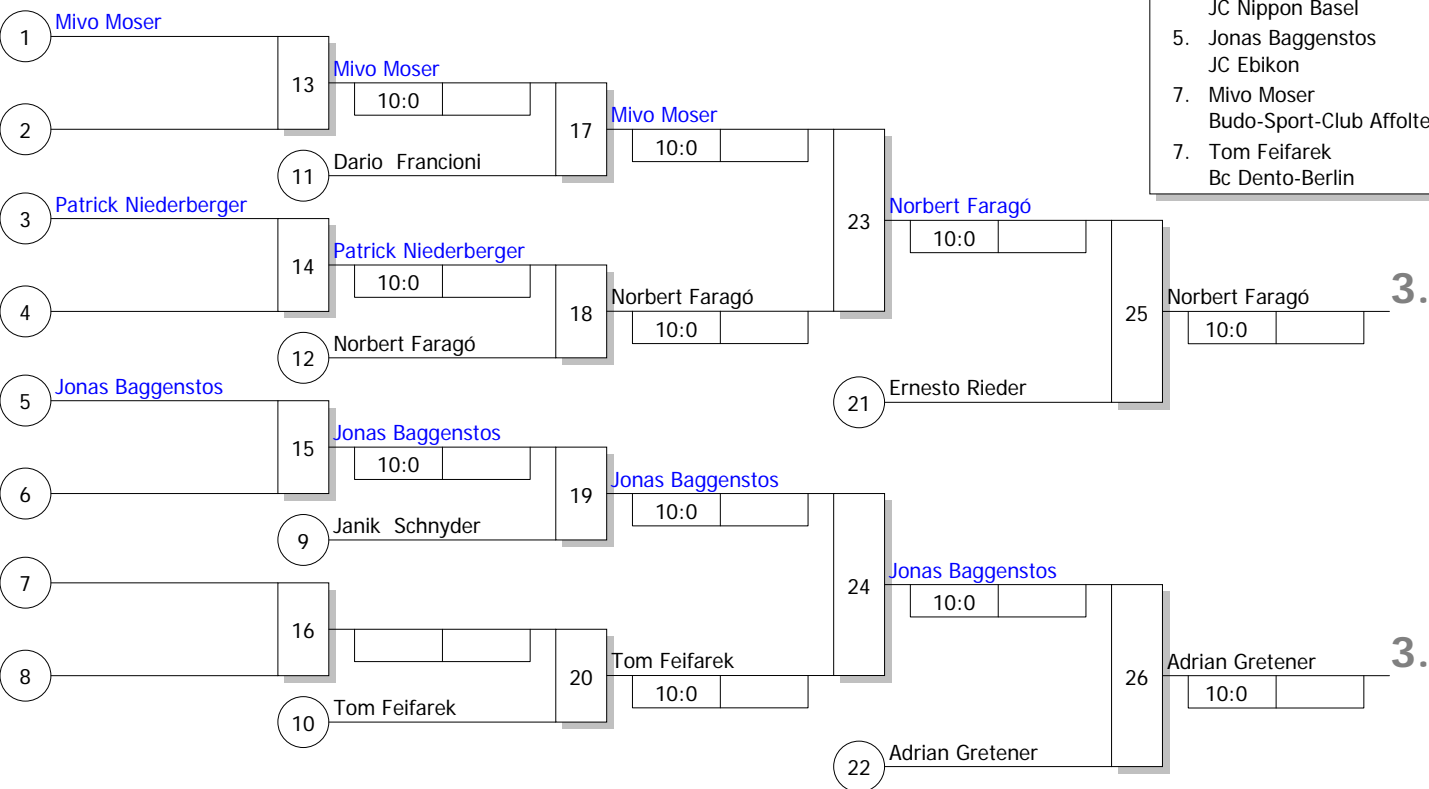 JC Nippon Basel
5. Jonas Baggenstos
JC Ebikon
7. Mivo Moser
Budo-Sport-Club Affolte
7. Tom Feifarek
Bc Dento-Berlin
1 Mivo Moser
13 Mivo Moser
10:0
2
17 Mivo Moser
10:0
11 Dario Francioni
3 Patrick Niederberger
23 Norbert Faragó
10:0
14 Patrick Niederberger
10:0
4
18 Norbert Faragó
10:0
25 Norbert Faragó 3.
10:0
12 Norbert Faragó
5 Jonas Baggenstos
21 Ernesto Rieder
15 Jonas Baggenstos
10:0
6
19 Jonas Baggenstos
10:0
9 Janik Schnyder
7
24 Jonas Baggenstos
10:0
16
8
20 Tom Feifarek
10:0
26 Adrian Gretener 3.
10:0
10 Tom Feifarek
22 Adrian Gretener